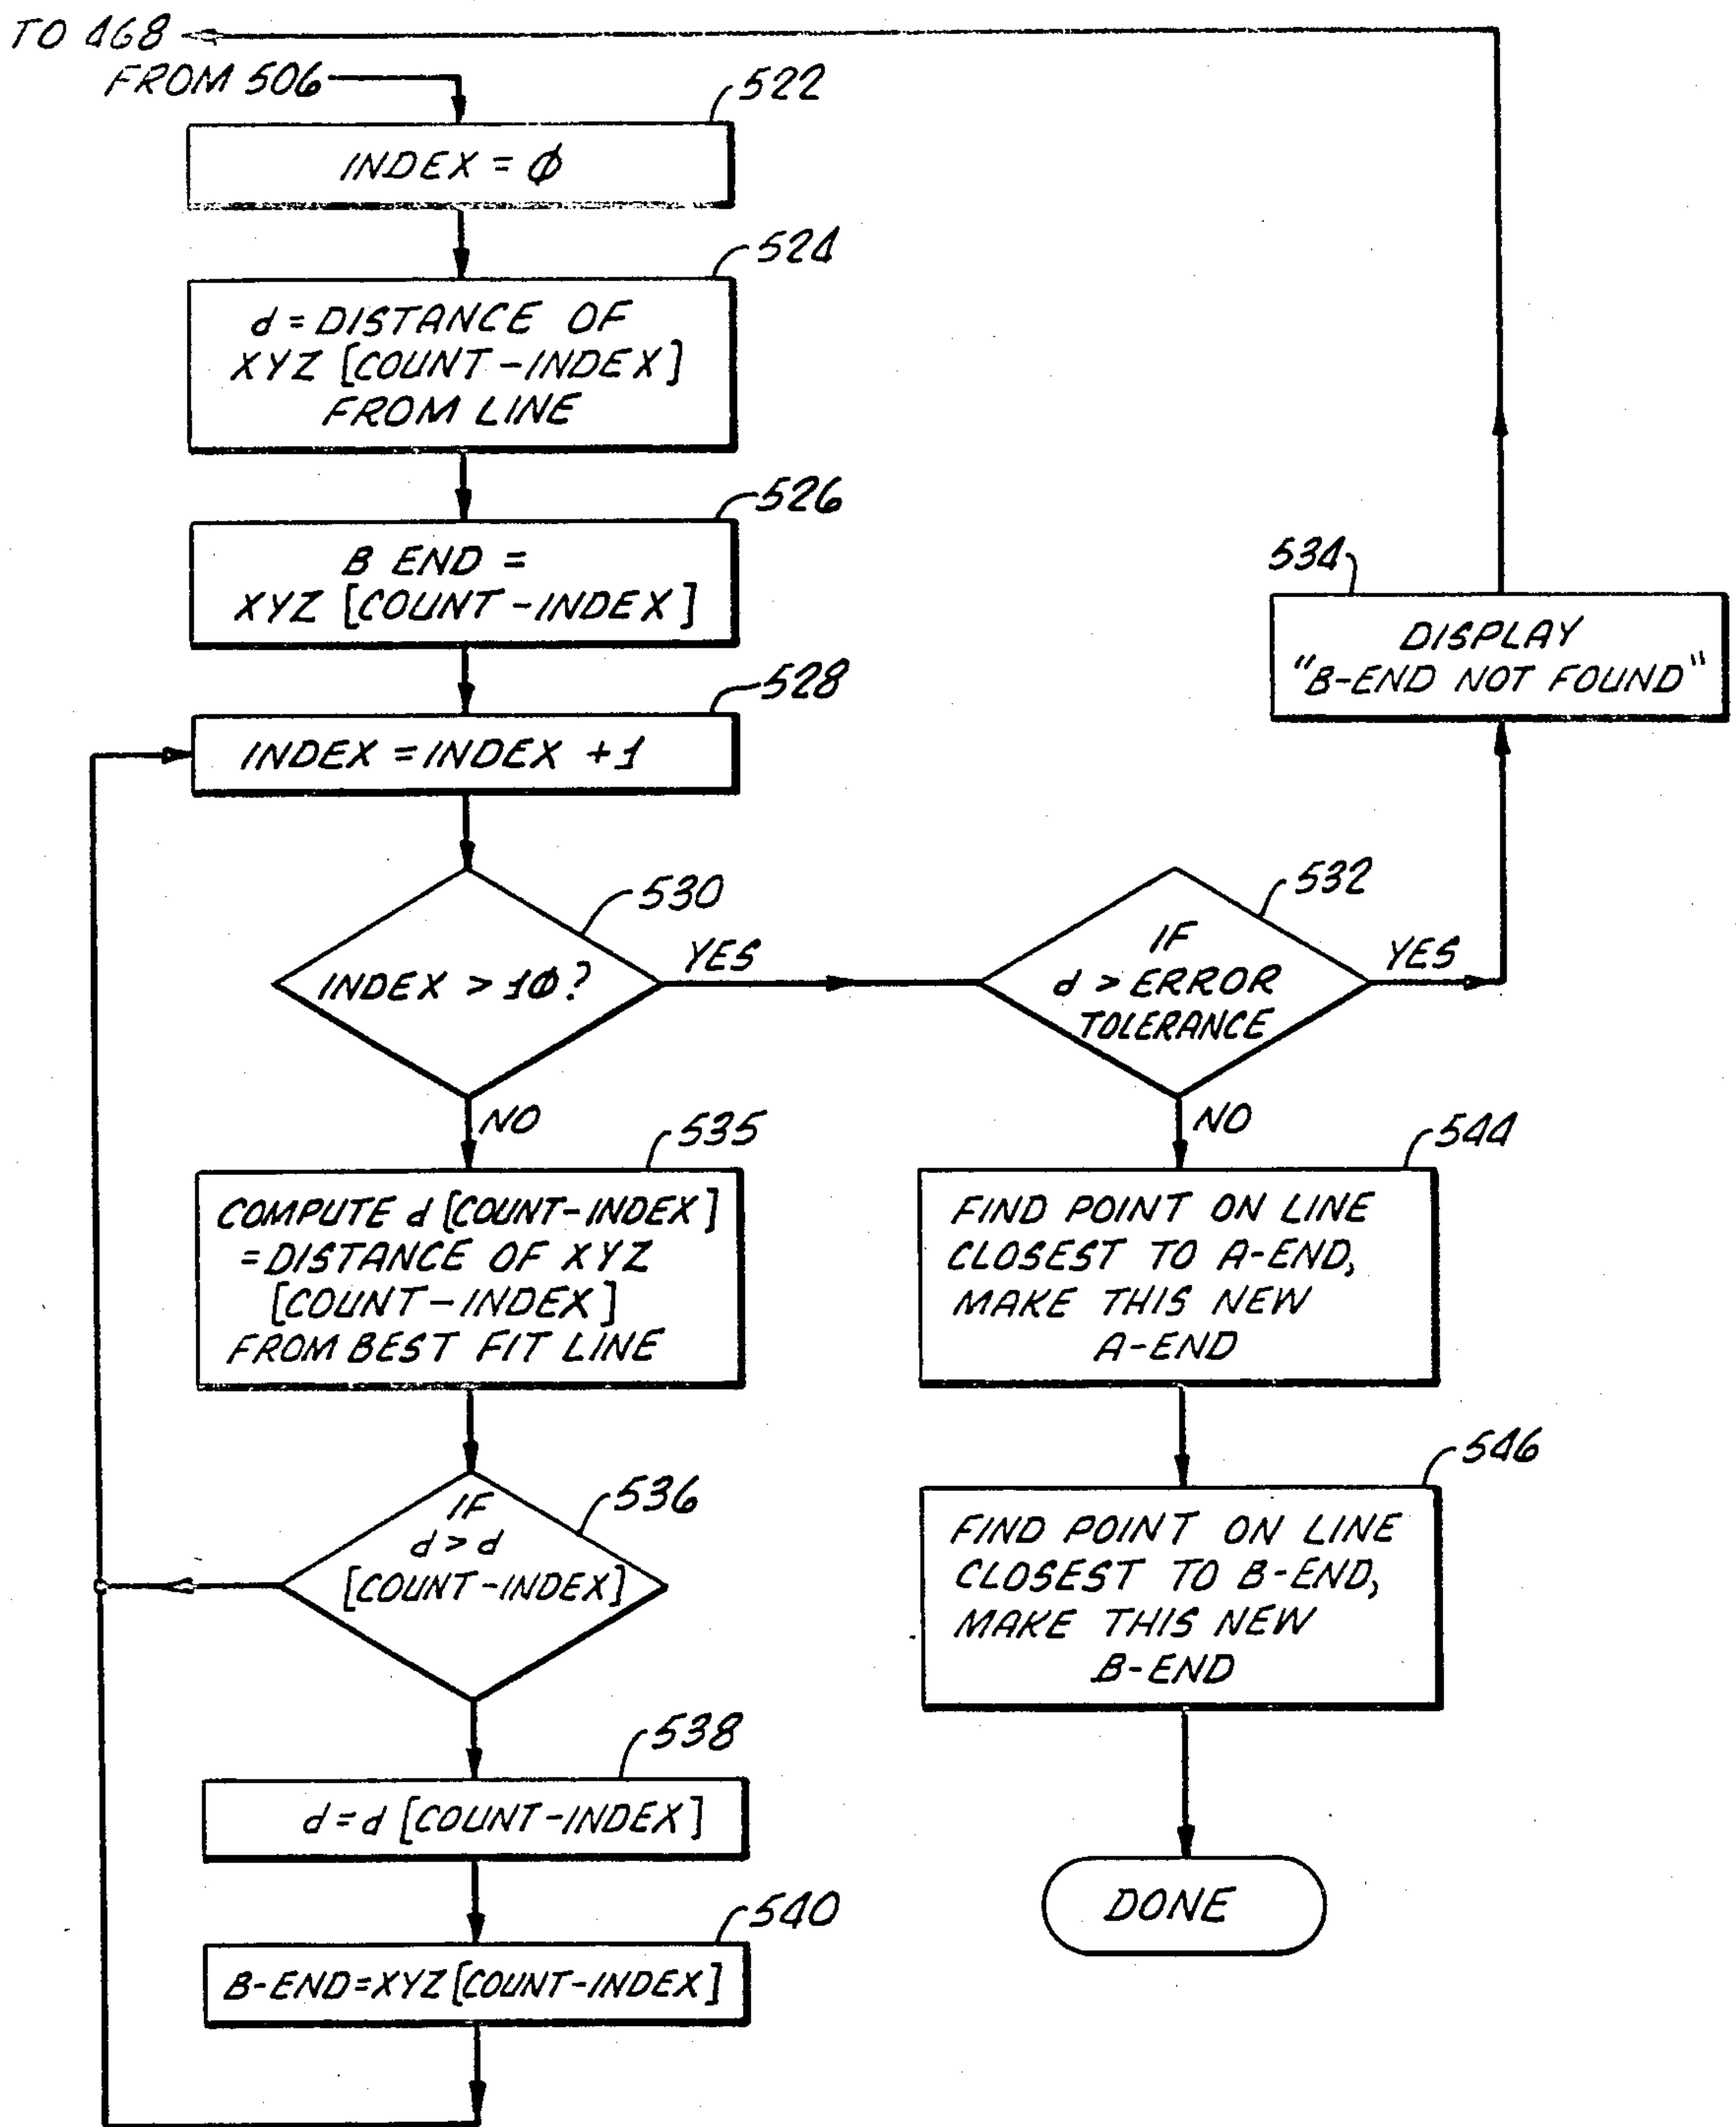 TO 468
FROM 506
522
INDEX = Ø
524
d = DISTANCE OF
XYZ [COUNT-INDEX]
FROM LINE
526
B END =
XYZ [COUNT-INDEX]
528
INDEX = INDEX +1
530
INDEX > 1Ø?
YES
532
IF
d > ERROR
TOLERANCE
YES
534
DISPLAY
"B-END NOT FOUND"
NO
535
COMPUTE d [COUNT-INDEX]
= DISTANCE OF XYZ
[COUNT-INDEX]
FROM BEST FIT LINE
536
IF
d > d
[COUNT-INDEX]
538
d = d [COUNT-INDEX]
540
B-END = XYZ [COUNT-INDEX]
NO
544
FIND POINT ON LINE
CLOSEST TO A-END,
MAKE THIS NEW
A-END
546
FIND POINT ON LINE
CLOSEST TO B-END,
MAKE THIS NEW
B-END
DONE